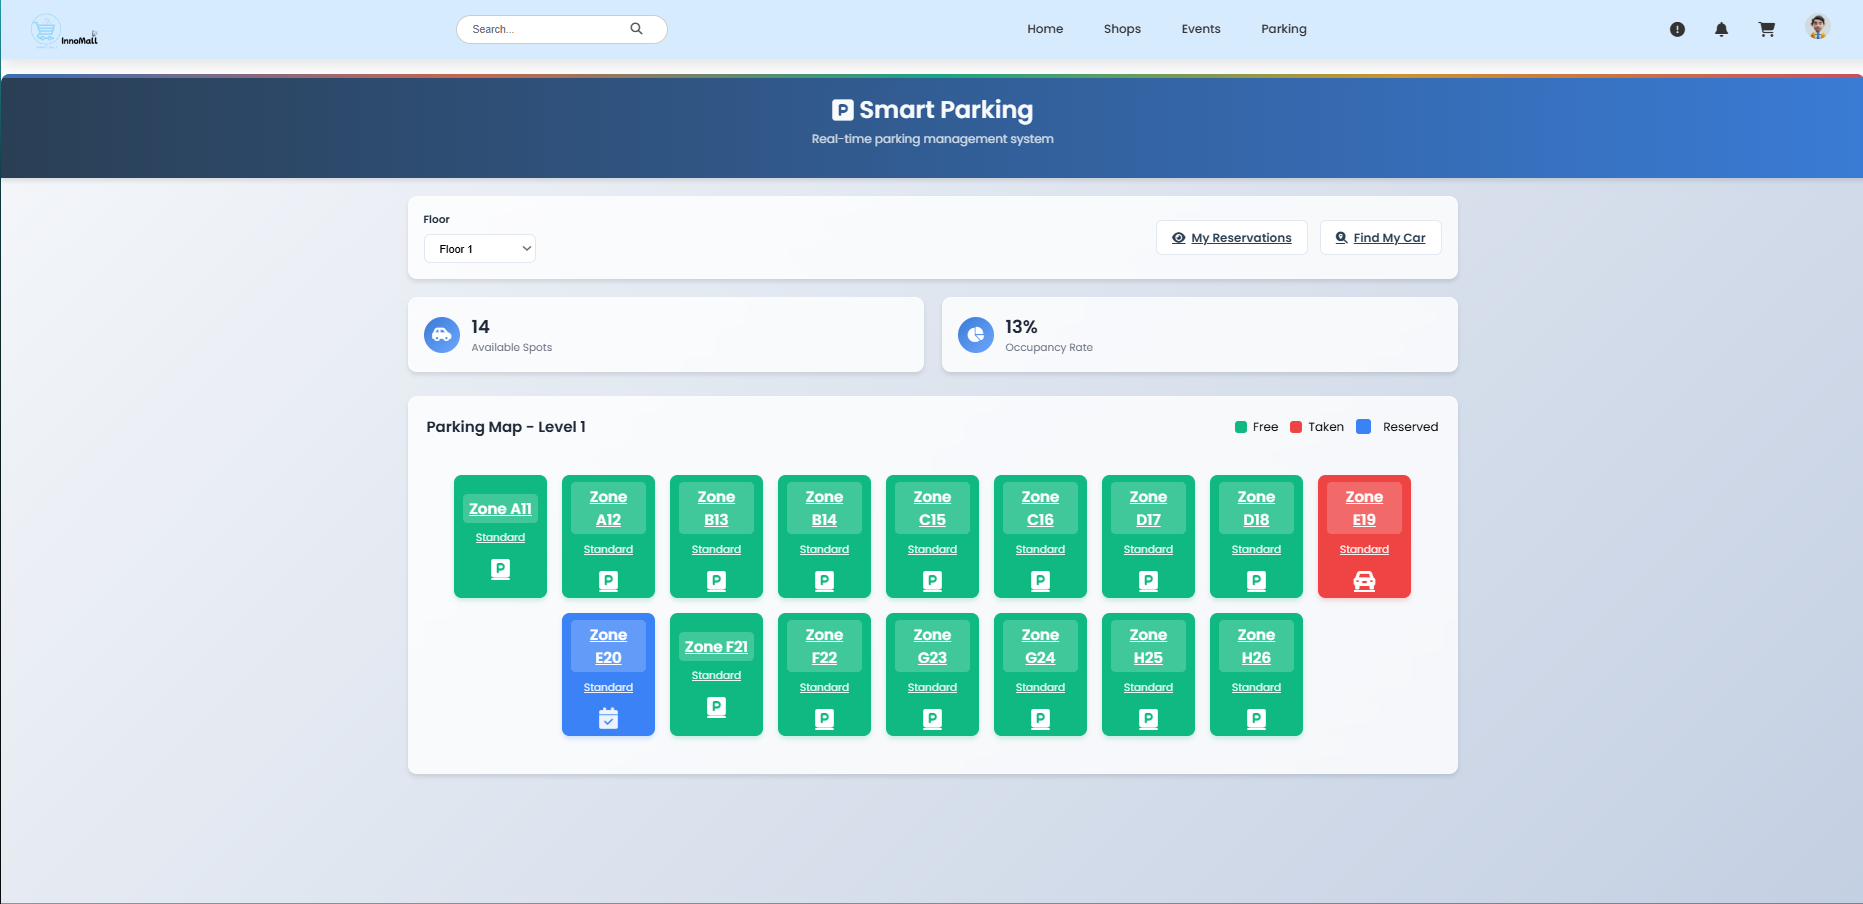 InnoMall
Search...
Home
Shops
Events
Parking
P Smart Parking
Real-time parking management system
Floor
Floor 1
My Reservations
Find My Car
14
Available Spots
13%
Occupancy Rate
Parking Map - Level 1
Free
Taken
Reserved
Zone A11
Standard
P
Zone
A12
Standard
P
Zone
B13
Standard
P
Zone
B14
Standard
P
Zone
C15
Standard
P
Zone
C16
Standard
P
Zone
D17
Standard
P
Zone
D18
Standard
P
Zone
E19
Standard
Zone
E20
Standard
Zone F21
Standard
P
Zone
F22
Standard
P
Zone
G23
Standard
P
Zone
G24
Standard
P
Zone
H25
Standard
P
Zone
H26
Standard
P